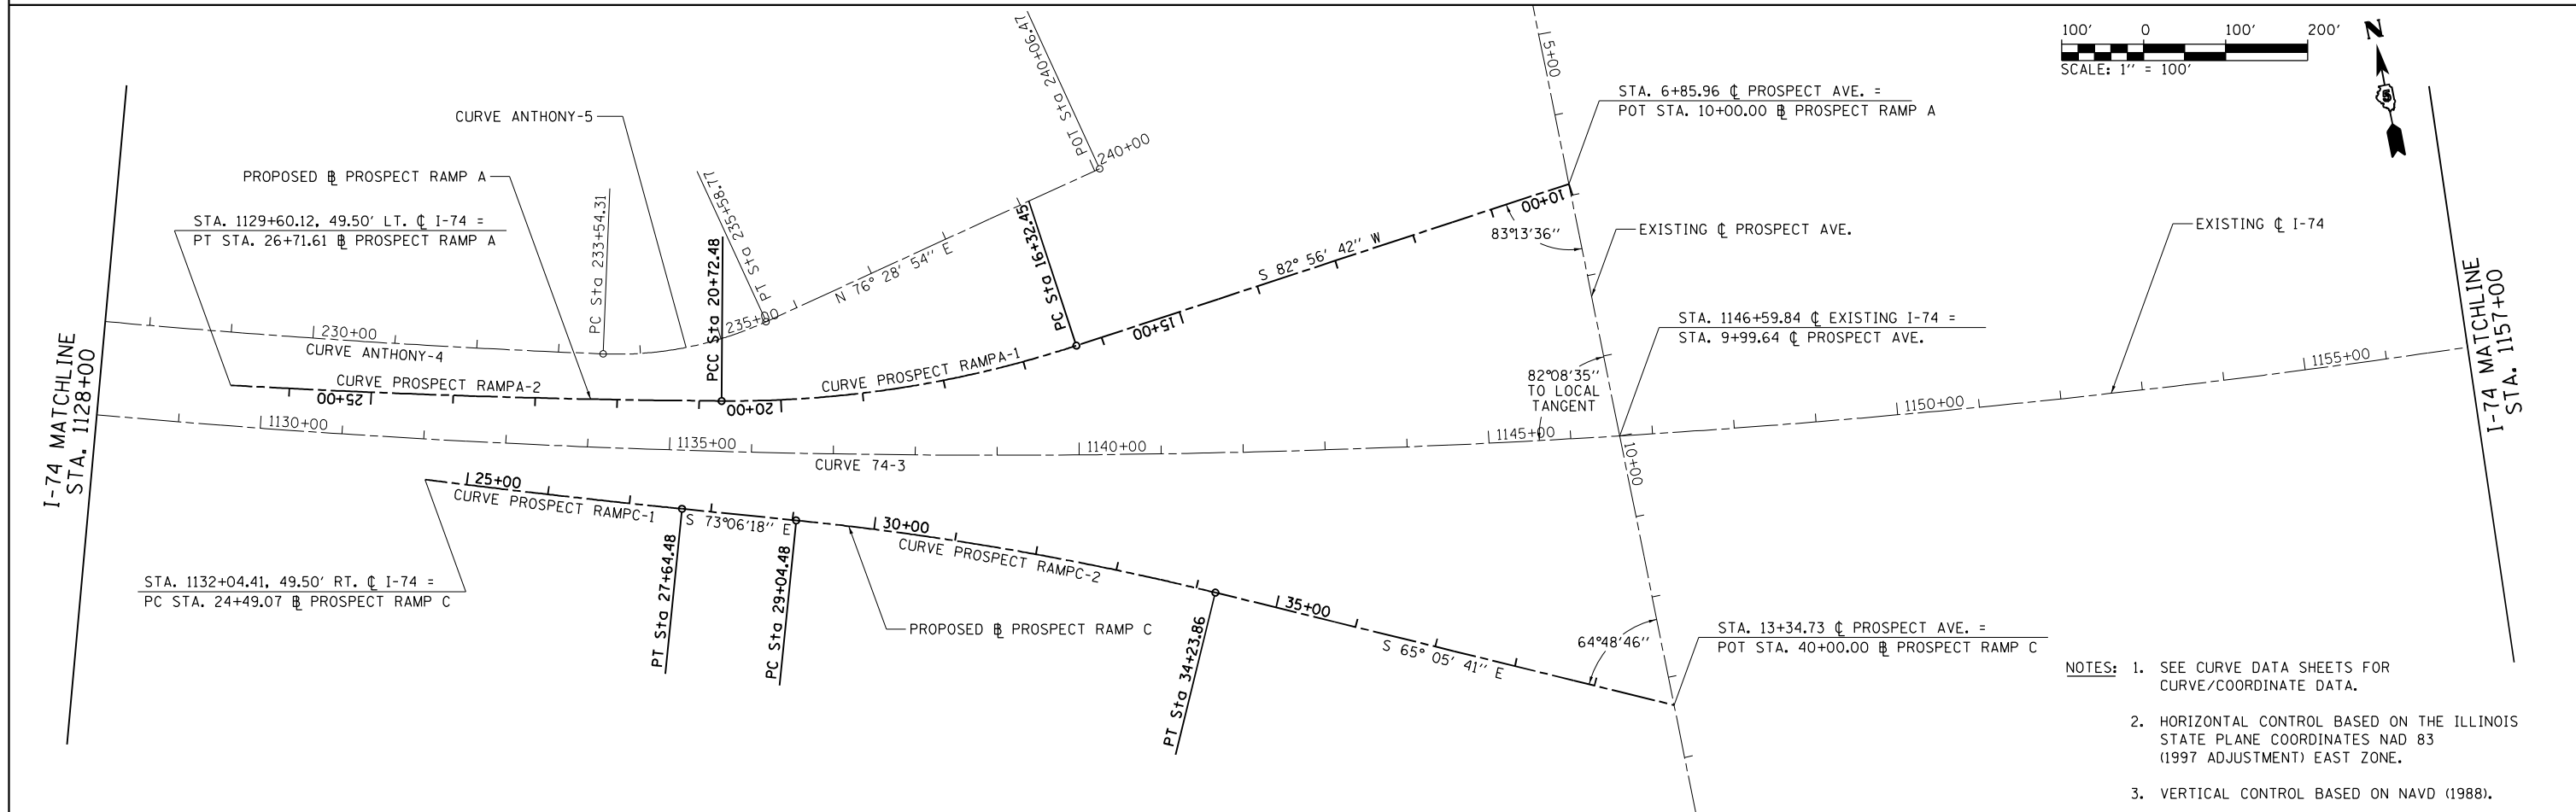 100' 0 100' 200'
SCALE: 1'' = 100'
N
5
I-74 MATCHLINE
STA. 1128+00
I-74 MATCHLINE
STA. 1157+00
CURVE ANTHONY-5
PROPOSED ℄ PROSPECT RAMP A
STA. 1129+60.12, 49.50' LT. ℄ I-74 =
PT STA. 26+71.61 ℄ PROSPECT RAMP A
PC Sta 233+54.31
PT Sta 235+58.77
POT Sta 240+06.47
240+00
235+00
230+00
N 76° 28' 54'' E
CURVE ANTHONY-4
PCC Sta 20+72.48
PC Sta 16+32.45
CURVE PROSPECT RAMPA-2
25+00
20+00
CURVE PROSPECT RAMPA-1
15+00
S 82° 56' 42'' W
10+00
83°13'36''
5+00
STA. 6+85.96 ℄ PROSPECT AVE. =
POT STA. 10+00.00 ℄ PROSPECT RAMP A
EXISTING ℄ PROSPECT AVE.
EXISTING ℄ I-74
STA. 1146+59.84 ℄ EXISTING I-74 =
STA. 9+99.64 ℄ PROSPECT AVE.
82°08'35''
TO LOCAL
TANGENT
1130+00
1135+00
1140+00
1145+00
1150+00
1155+00
CURVE 74-3
10+00
25+00
CURVE PROSPECT RAMPC-1
S 73°06'18'' E
30+00
CURVE PROSPECT RAMPC-2
PT Sta 27+64.48
PC Sta 29+04.48
STA. 1132+04.41, 49.50' RT. ℄ I-74 =
PC STA. 24+49.07 ℄ PROSPECT RAMP C
PROPOSED ℄ PROSPECT RAMP C
PT Sta 34+23.86
35+00
S 65° 05' 41'' E
64°48'46''
STA. 13+34.73 ℄ PROSPECT AVE. =
POT STA. 40+00.00 ℄ PROSPECT RAMP C
NOTES: 1. SEE CURVE DATA SHEETS FOR
CURVE/COORDINATE DATA.
2. HORIZONTAL CONTROL BASED ON THE ILLINOIS
STATE PLANE COORDINATES NAD 83
(1997 ADJUSTMENT) EAST ZONE.
3. VERTICAL CONTROL BASED ON NAVD (1988).